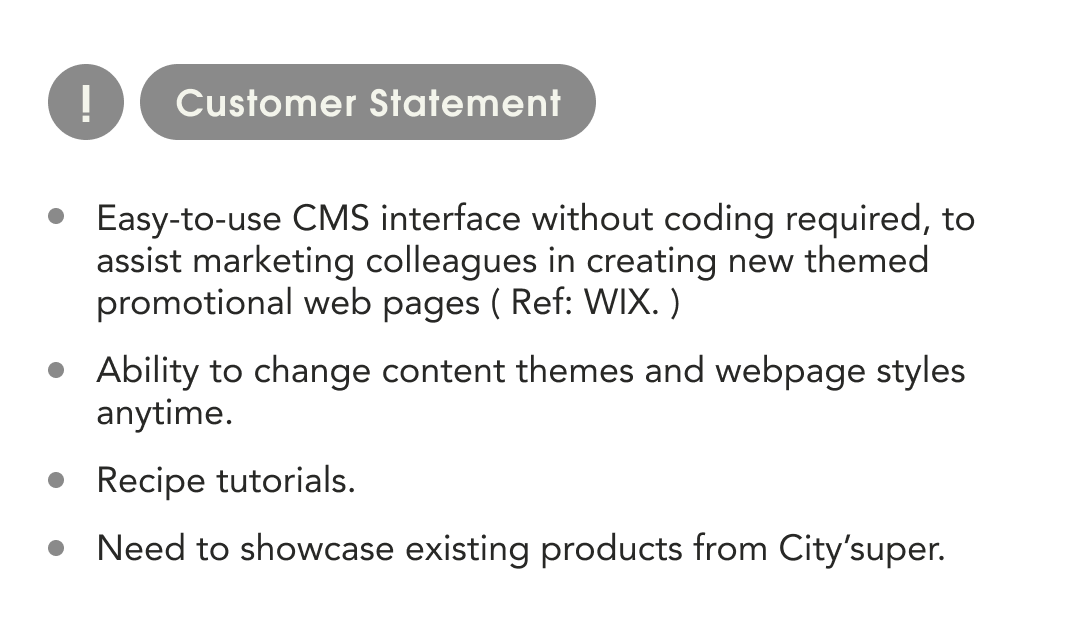 !
Customer Statement
Easy-to-use CMS interface without coding required, to
assist marketing colleagues in creating new themed
promotional web pages ( Ref: WIX. )
Ability to change content themes and webpage styles
anytime.
Recipe tutorials.
Need to showcase existing products from City’super.